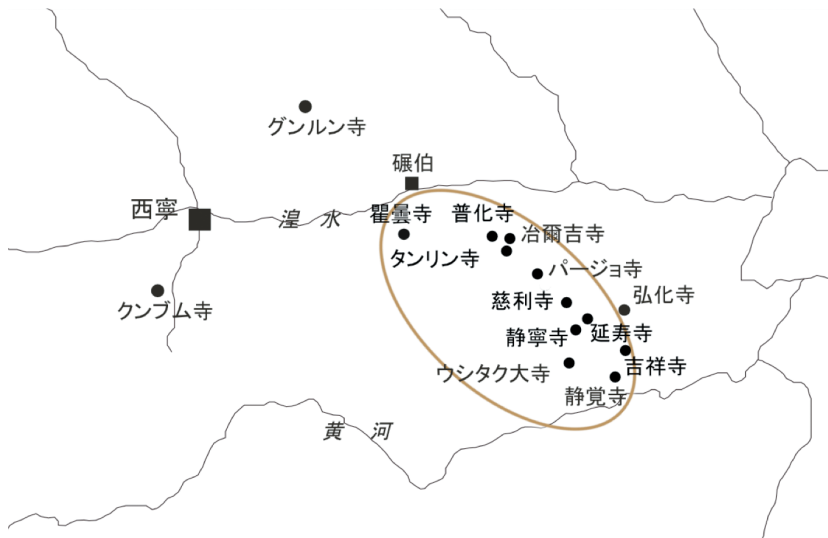 グンルン寺
碾伯
西寧
湟水
瞿曇寺
普化寺
冶爾吉寺
タンリン寺
パージョ寺
クンブム寺
慈利寺
弘化寺
静寧寺
延寿寺
ウシタク大寺
吉祥寺
静覚寺
黄河